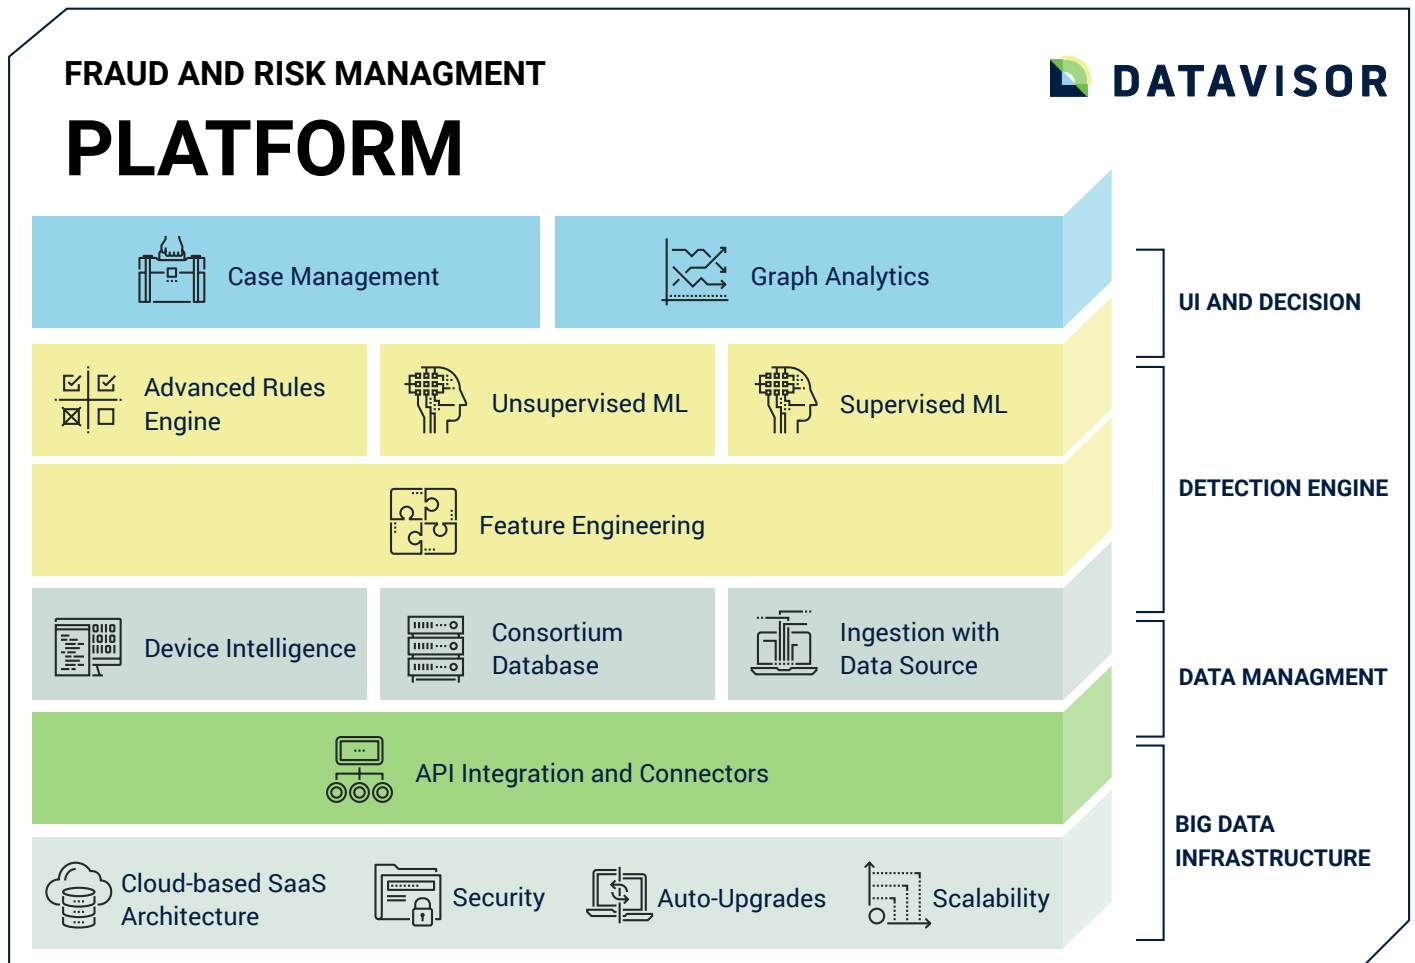 FRAUD AND RISK MANAGMENT
PLATFORM
DATAVISOR
Case Management
Graph Analytics
UI AND DECISION
Advanced Rules
Engine
Unsupervised ML
Supervised ML
Feature Engineering
DETECTION ENGINE
Device Intelligence
Consortium
Database
Ingestion with
Data Source
DATA MANAGMENT
API Integration and Connectors
BIG DATA
INFRASTRUCTURE
Cloud-based SaaS
Architecture
Security
Auto-Upgrades
Scalability